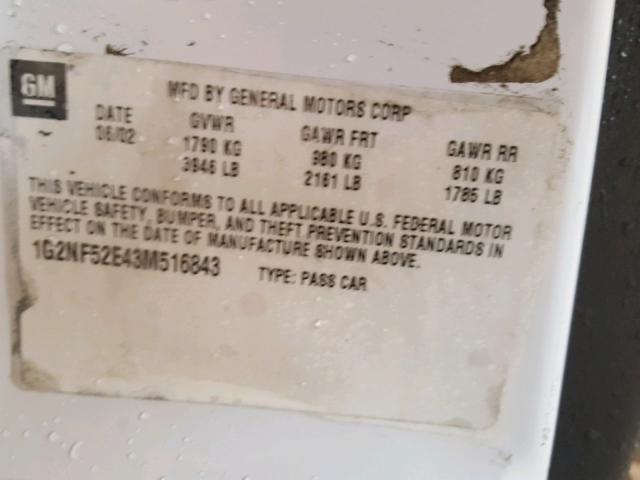 GM
MFD BY GENERAL MOTORS CORP
DATE GVWR GAWR FRT GAWR RR
06/02 1790 KG 980 KG 810 KG
3946 LB 2161 LB 1785 LB
THIS VEHICLE CONFORMS TO ALL APPLICABLE U.S. FEDERAL MOTOR
VEHICLE SAFETY, BUMPER, AND THEFT PREVENTION STANDARDS IN
EFFECT ON THE DATE OF MANUFACTURE SHOWN ABOVE.
1G2NF52E43M516843 TYPE: PASS CAR